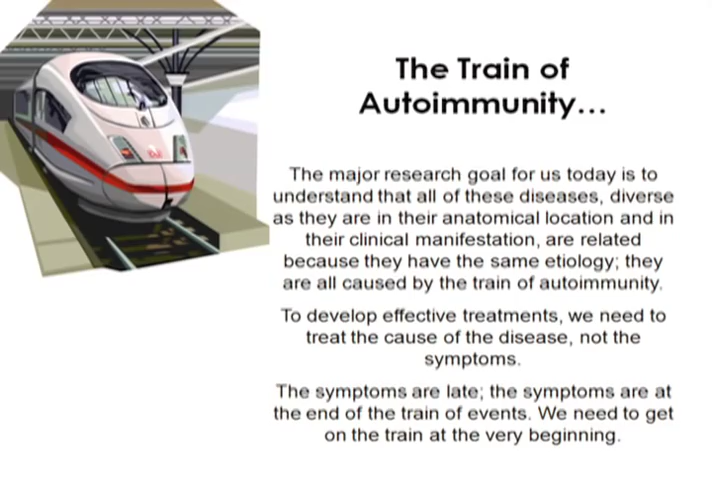 The Train of
Autoimmunity...
The major research goal for us today is to
understand that all of these diseases, diverse
as they are in their anatomical location and in
their clinical manifestation, are related
because they have the same etiology; they
are all caused by the train of autoimmunity.
To develop effective treatments, we need to
treat the cause of the disease, not the
symptoms.
The symptoms are late; the symptoms are at
the end of the train of events. We need to get
on the train at the very beginning.